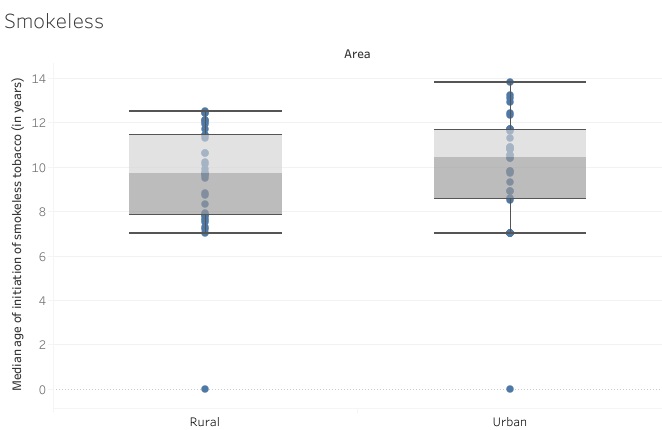 Smokeless
Area
Median age of initiation of smokeless tobacco (in years)
14
12
10
8
6
4
2
0
Rural
Urban